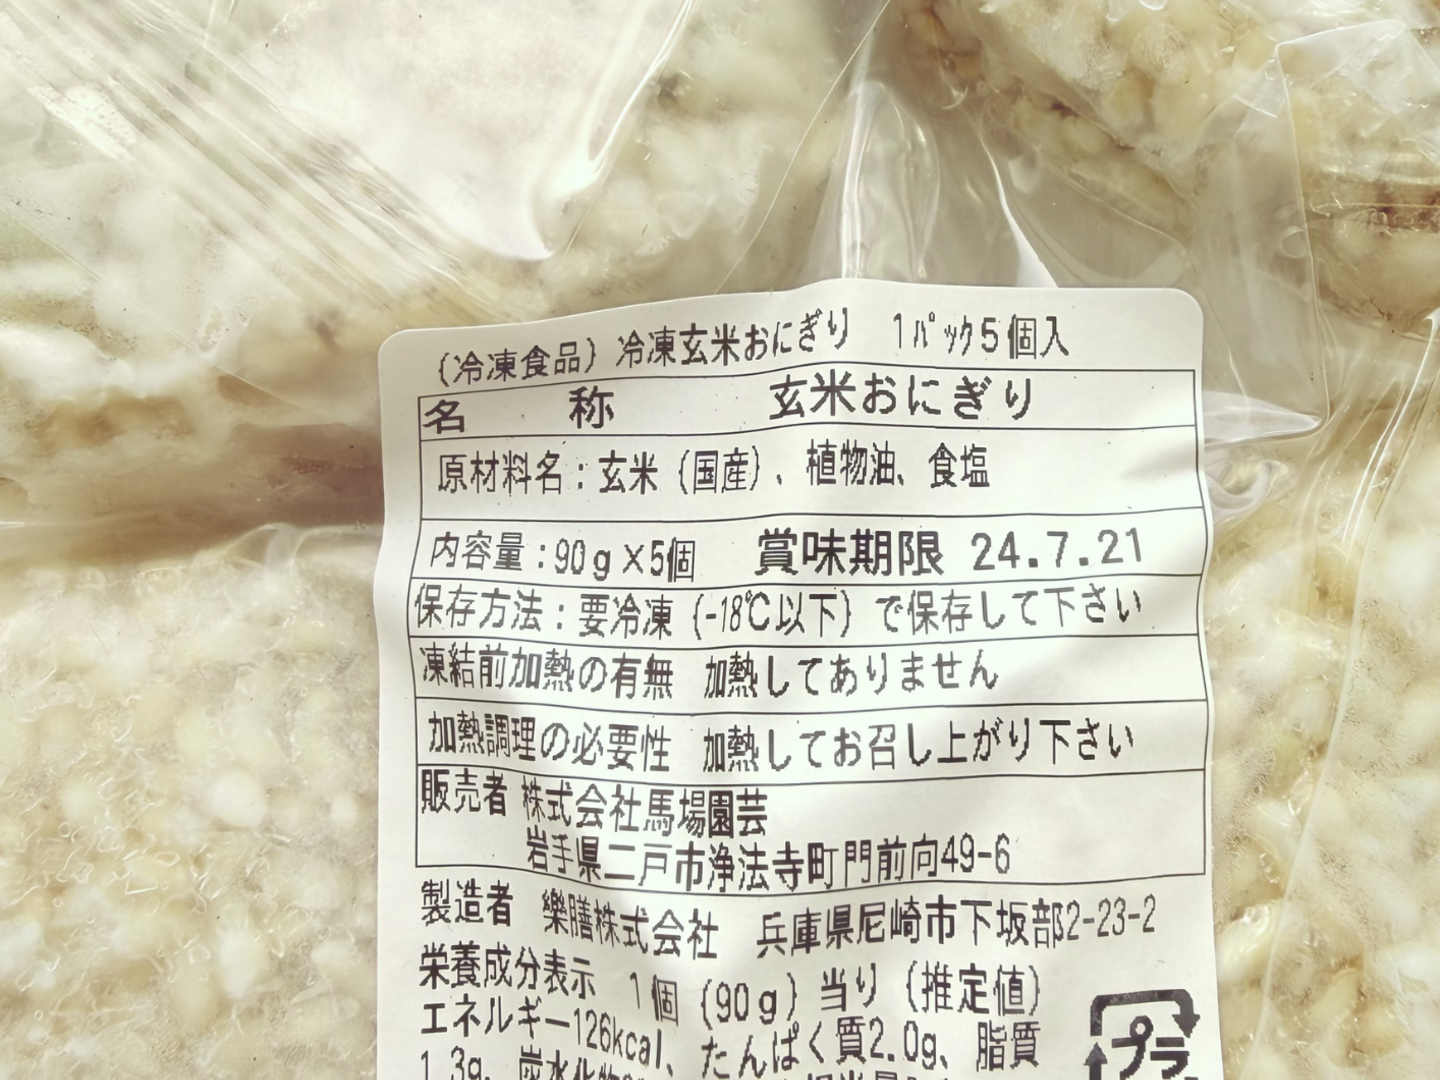 (冷凍食品) 冷凍玄米おにぎり 1パック5個入
名 称 玄米おにぎり
原材料名:玄米(国産)、植物油、食塩
内容量:90g×5個 賞味期限 24.7.21
保存方法:要冷凍(-18℃以下)で保存して下さい
凍結前加熱の有無 加熱してありません
加熱調理の必要性 加熱してお召し上がり下さい
販売者 株式会社馬場園芸
岩手県二戸市浄法寺町門前向49-6
製造者 樂膳株式会社 兵庫県尼崎市下坂部2-23-2
栄養成分表示 1個(90g)当り(推定値)
エネルギー126kcal、たんぱく質2.0g、脂質
1.3g、炭水化物
プラ